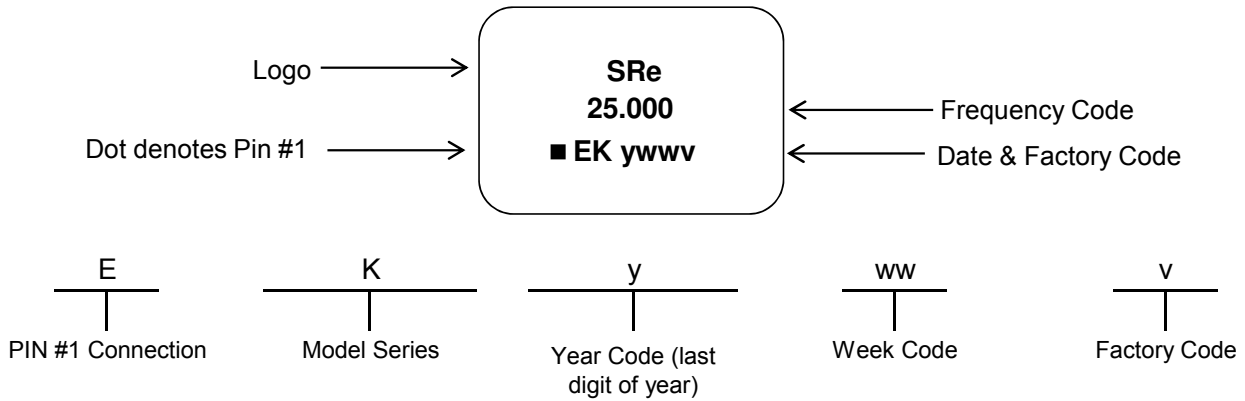 Logo
SRe
25.000
Frequency Code
Dot denotes Pin #1
■ EK ywwv
Date & Factory Code
E
K
y
ww
v
PIN #1 Connection
Model Series
Year Code (last
digit of year)
Week Code
Factory Code